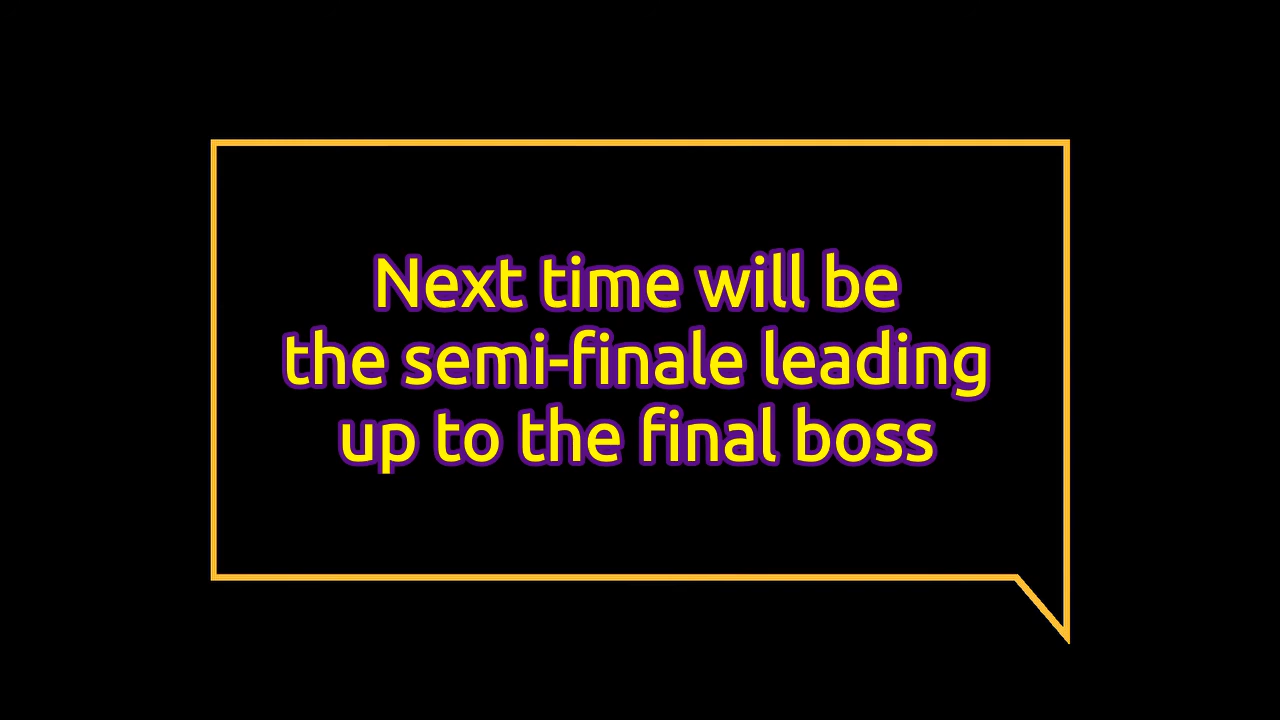 Next time will be
the semi-finale leading
up to the final boss